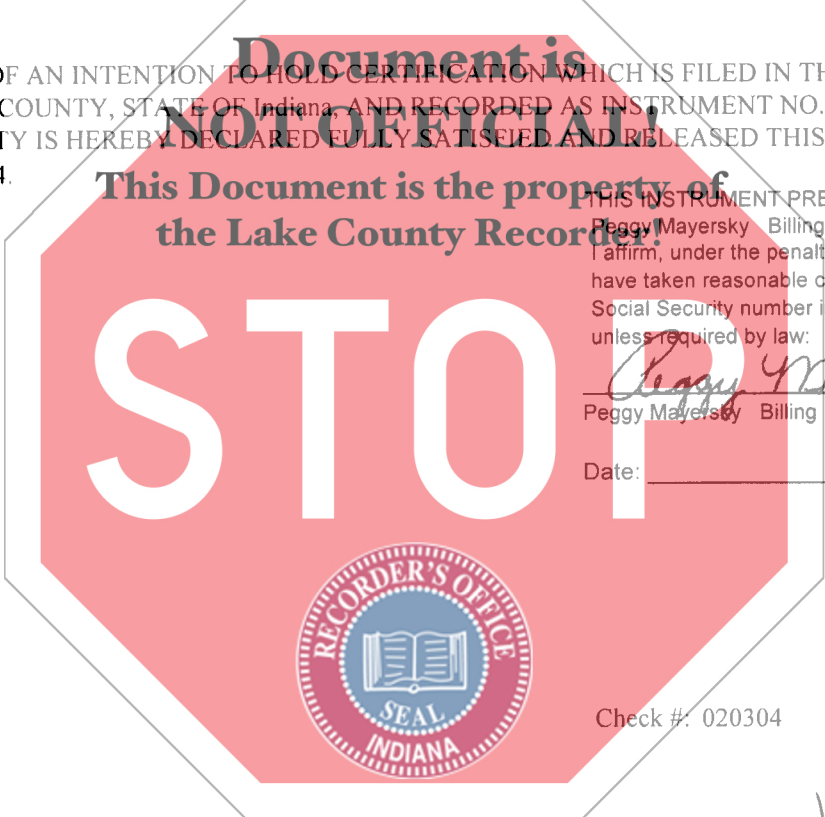 Document is
OF AN INTENTION TO HOLD CERTIFICATION WHICH IS FILED IN TH
COUNTY, STATE OF Indiana, AND RECORDED AS INSTRUMENT NO.
NOT OFFICIAL!
TY IS HEREBY DECLARED FULLY SATISFIED AND RELEASED THIS
4.
This Document is the property of
the Lake County Recorder!
THIS INSTRUMENT PRE
Peggy Mayersky Billing
I affirm, under the penalt
have taken reasonable c
Social Security number i
unless required by law:
Peggy M
Peggy Mayersky Billing
Date:
STOP
RECORDER'S OFFICE
SEAL
INDIANA
Check #: 020304